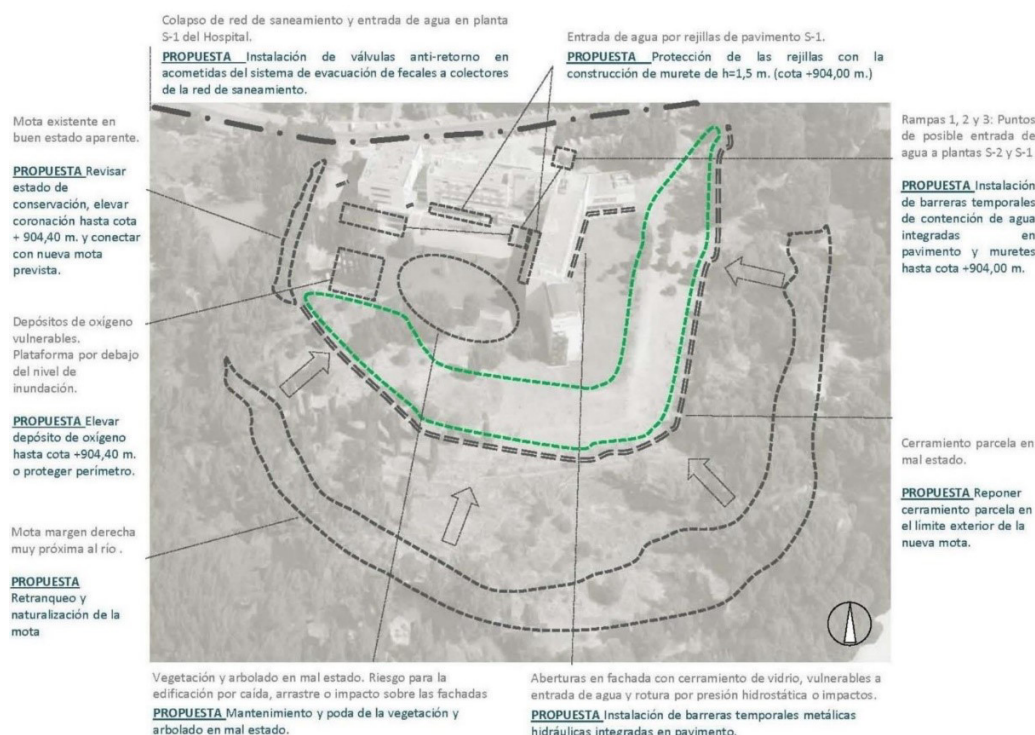 Colapso de red de saneamiento y entrada de agua en planta
S-1 del Hospital.
PROPUESTA Instalación de válvulas anti-retorno en
acometidas del sistema de evacuación de fecales a colectores
de la red de saneamiento.
Entrada de agua por rejillas de pavimento S-1.
PROPUESTA Protección de las rejillas con la
construcción de murete de h=1,5 m. (cota +904,00 m.)
Mota existente en
buen estado aparente.
PROPUESTA Revisar
estado de
conservación, elevar
coronación hasta cota
+ 904,40 m. y conectar
con nueva mota
prevista.
Depósitos de oxígeno
vulnerables.
Plataforma por debajo
del nivel de
inundación.
PROPUESTA Elevar
depósito de oxígeno
hasta cota +904,40 m.
o proteger perímetro.
Mota margen derecha
muy próxima al río .
PROPUESTA
Retranqueo y
naturalización de la
mota
Rampas 1, 2 y 3: Puntos
de posible entrada de
agua a plantas S-2 y S-1
PROPUESTA Instalación
de barreras temporales
de contención de agua
integradas en
pavimento y muretes
hasta cota +904,00 m.
Cerramiento parcela en
mal estado.
PROPUESTA Reponer
cerramiento parcela en
el límite exterior de la
nueva mota.
Vegetación y arbolado en mal estado. Riesgo para la
edificación por caída, arrastre o impacto sobre las fachadas
PROPUESTA Mantenimiento y poda de la vegetación y
arbolado en mal estado.
Aberturas en fachada con cerramiento de vidrio, vulnerables a
entrada de agua y rotura por presión hidrostática o impactos.
PROPUESTA Instalación de barreras temporales metálicas
hidráulicas integradas en pavimento.